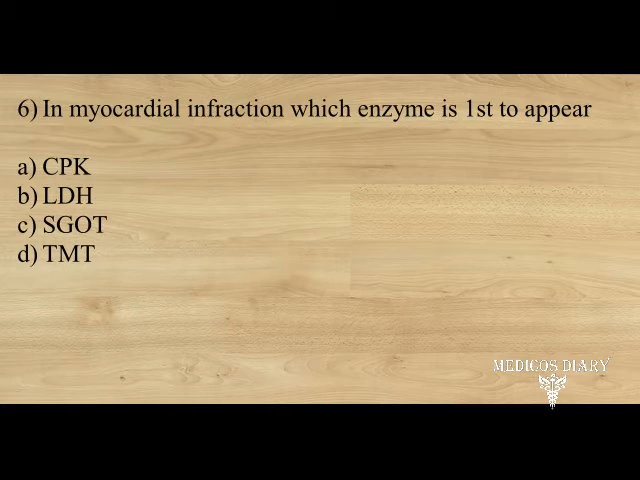 6) In myocardial infraction which enzyme is 1st to appear
a) CPK
b) LDH
c) SGOT
d) TMT
MEDICOS DIARY